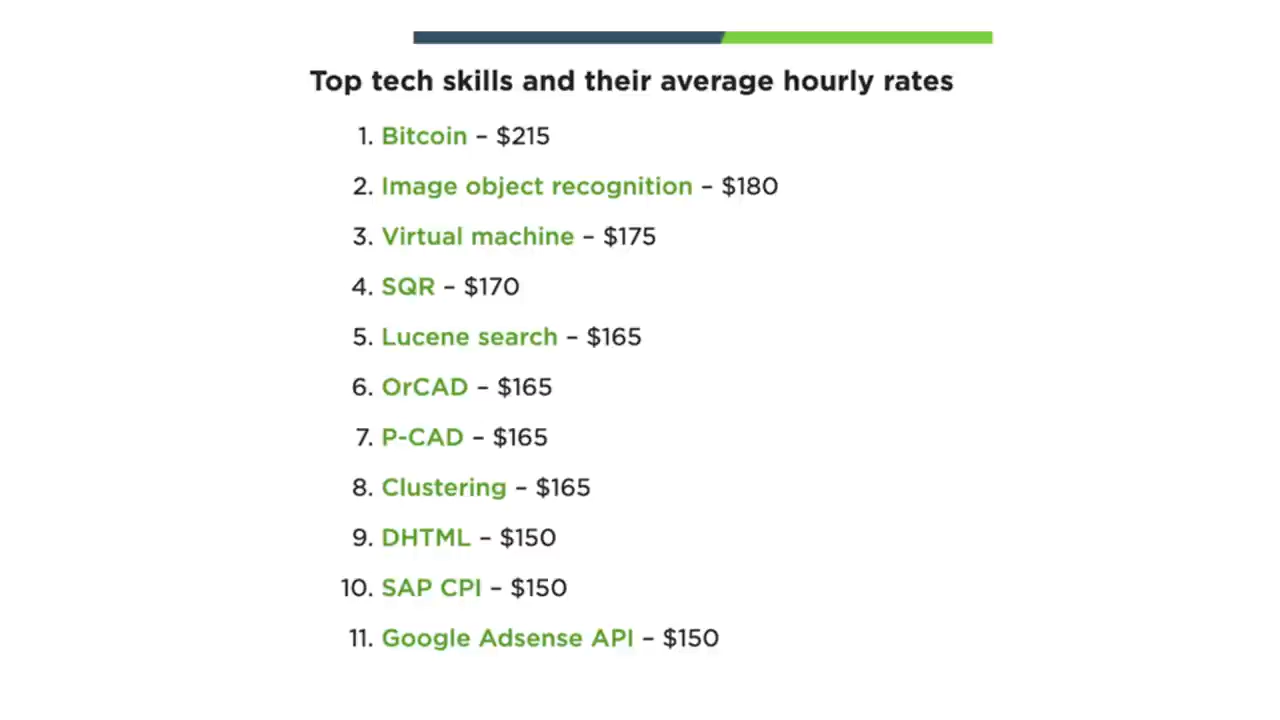 Top tech skills and their average hourly rates
1. Bitcoin – $215
2. Image object recognition – $180
3. Virtual machine – $175
4. SQR – $170
5. Lucene search – $165
6. OrCAD – $165
7. P-CAD – $165
8. Clustering – $165
9. DHTML – $150
10. SAP CPI – $150
11. Google Adsense API – $150